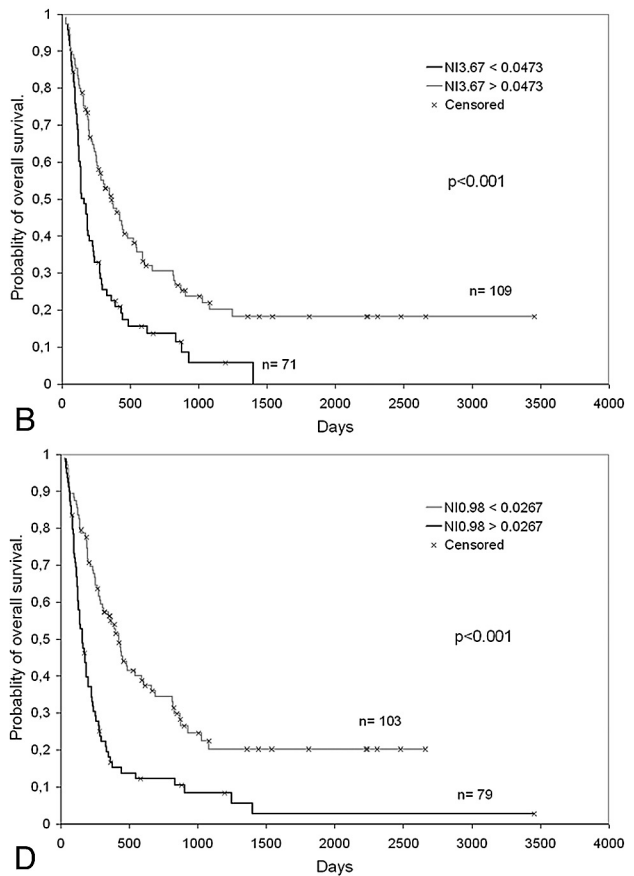 Probablity of overall survival.
1
0,9
0,8
0,7
0,6
0,5
0,4
0,3
0,2
0,1
0
NI3.67 < 0.0473
NI3.67 > 0.0473
× Censored
p<0.001
n= 109
n= 71
0 500 1000 1500 2000 2500 3000 3500 4000
Days
B
Probablity of overall survival.
1
0,9
0,8
0,7
0,6
0,5
0,4
0,3
0,2
0,1
0
NI0.98 < 0.0267
NI0.98 > 0.0267
× Censored
p<0.001
n= 103
n= 79
0 500 1000 1500 2000 2500 3000 3500 4000
Days
D